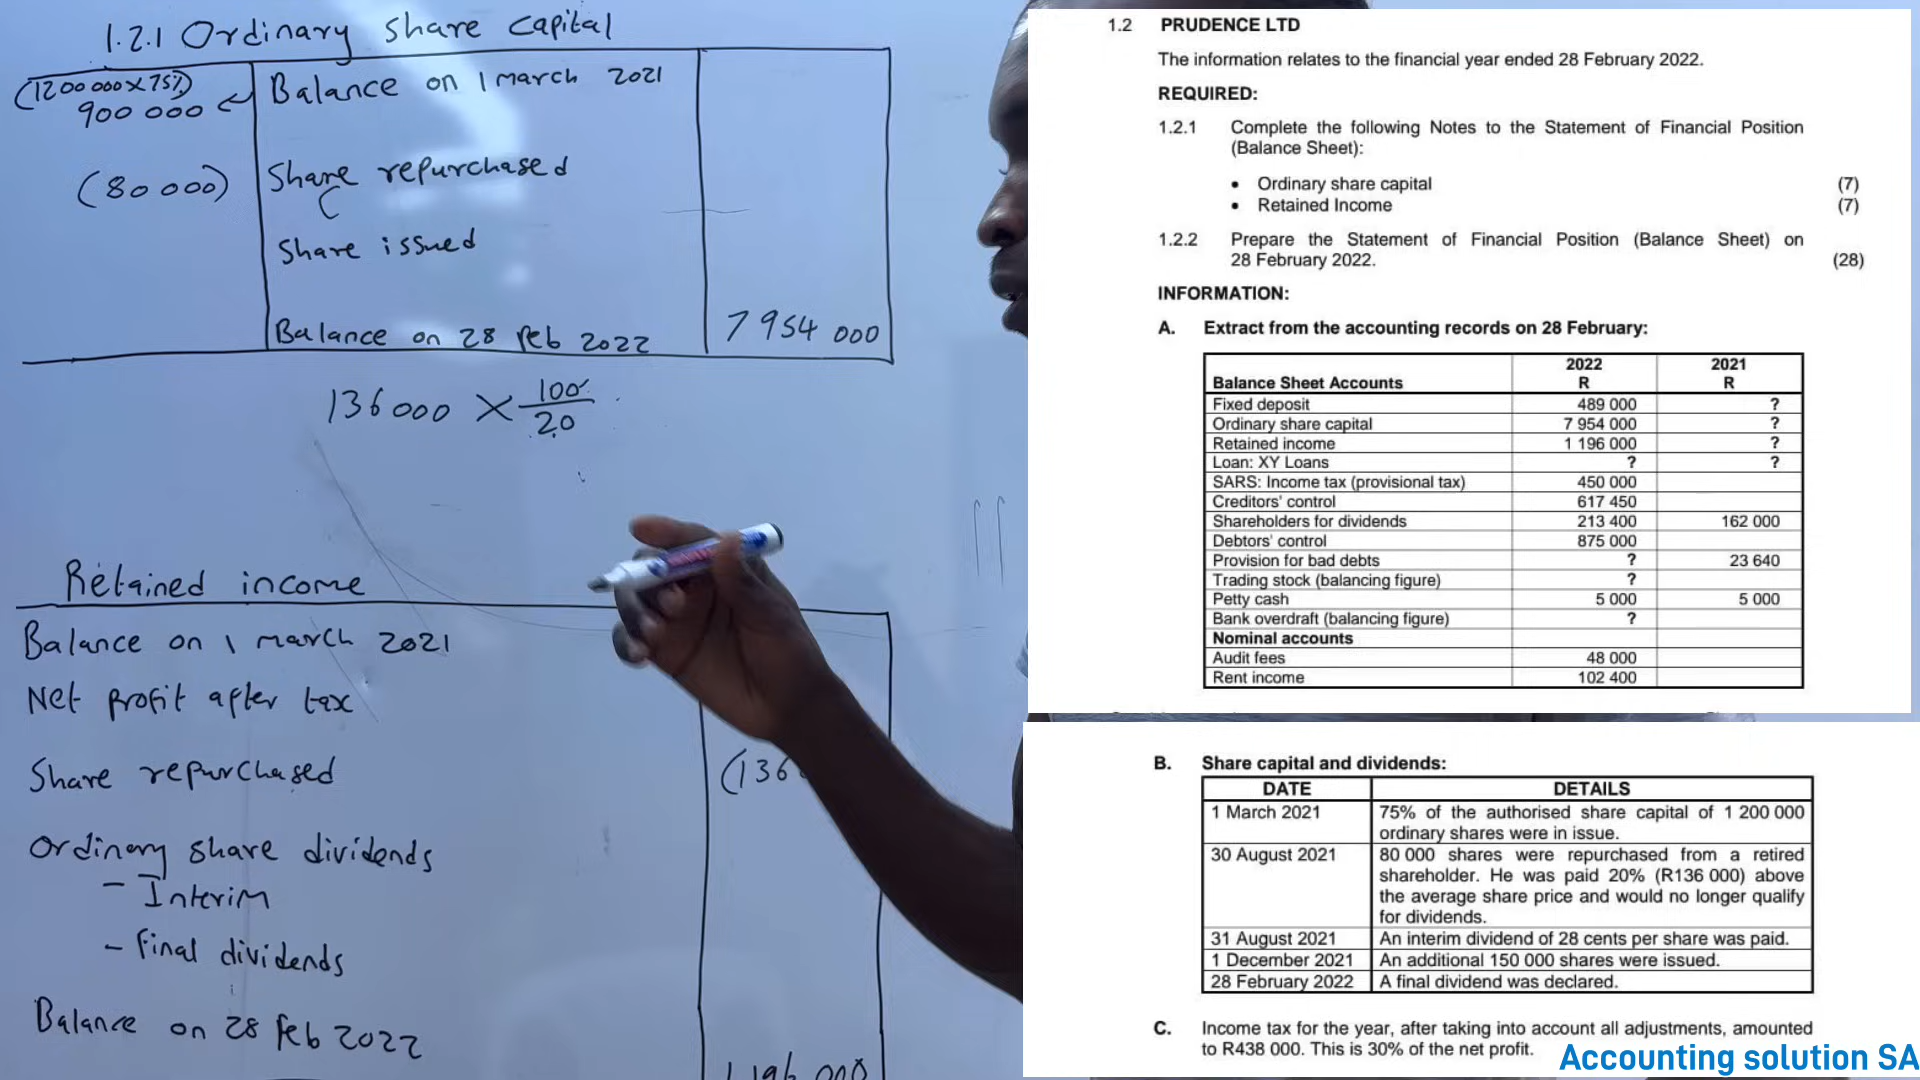 1.2.1 Ordinary share capital
(1200 000 x 75%)
900 000
Balance on 1 march 2021
(80 000)
Share repurchased
(
Share issued
Balance on 28 feb 2022
7 954 000
136 000 × 100/20
Retained income
Balance on 1 march 2021
Net profit after tax
Share repurchased
(136
Ordinary share dividends
- Interim
- final dividends
Balance on 28 feb 2022
1 196 000
1.2 PRUDENCE LTD
The information relates to the financial year ended 28 February 2022.
REQUIRED:
1.2.1 Complete the following Notes to the Statement of Financial Position
(Balance Sheet):
• Ordinary share capital (7)
• Retained Income (7)
1.2.2 Prepare the Statement of Financial Position (Balance Sheet) on
28 February 2022. (28)
INFORMATION:
A. Extract from the accounting records on 28 February:
2022 2021
Balance Sheet Accounts R R
Fixed deposit 489 000 ?
Ordinary share capital 7 954 000 ?
Retained income 1 196 000 ?
Loan: XY Loans ? ?
SARS: Income tax (provisional tax) 450 000
Creditors' control 617 450
Shareholders for dividends 213 400 162 000
Debtors' control 875 000
Provision for bad debts ? 23 640
Trading stock (balancing figure) ?
Petty cash 5 000 5 000
Bank overdraft (balancing figure) ?
Nominal accounts
Audit fees 48 000
Rent income 102 400
B. Share capital and dividends:
DATE DETAILS
1 March 2021 75% of the authorised share capital of 1 200 000
ordinary shares were in issue.
30 August 2021 80 000 shares were repurchased from a retired
shareholder. He was paid 20% (R136 000) above
the average share price and would no longer qualify
for dividends.
31 August 2021 An interim dividend of 28 cents per share was paid.
1 December 2021 An additional 150 000 shares were issued.
28 February 2022 A final dividend was declared.
C. Income tax for the year, after taking into account all adjustments, amounted
to R438 000. This is 30% of the net profit.
Accounting solution SA